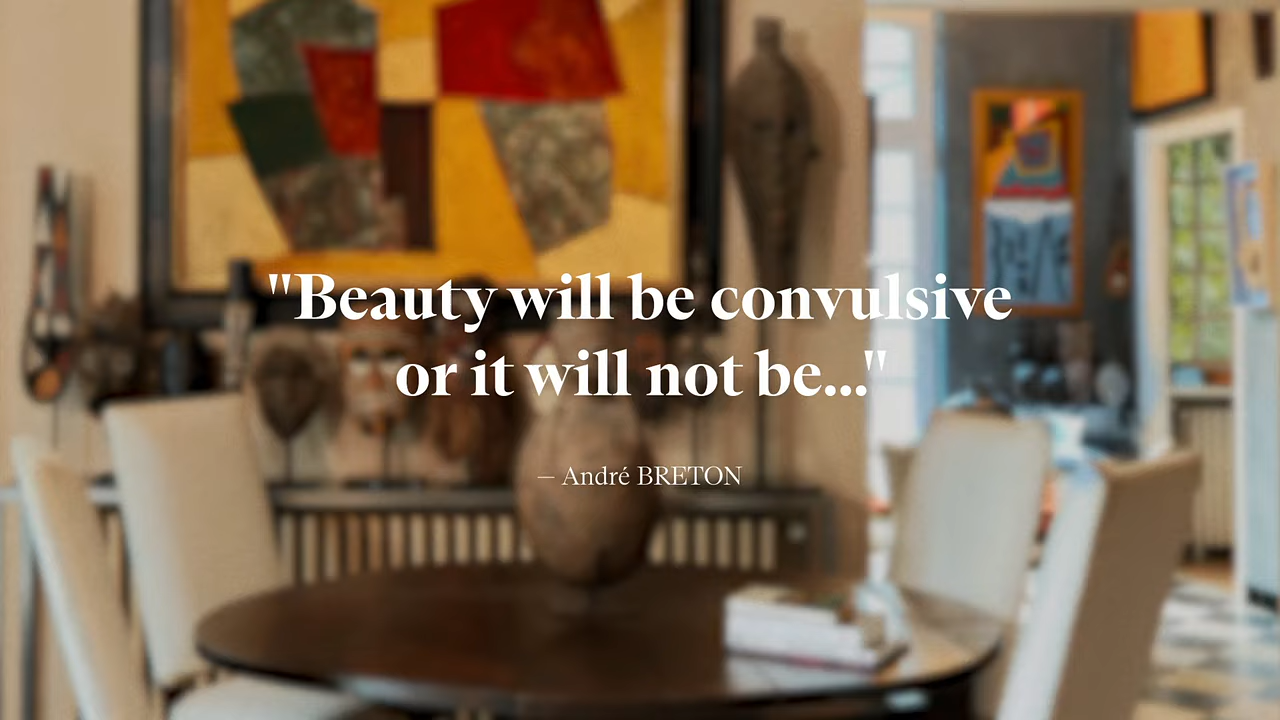 "Beauty will be convulsive
or it will not be..."
– André BRETON